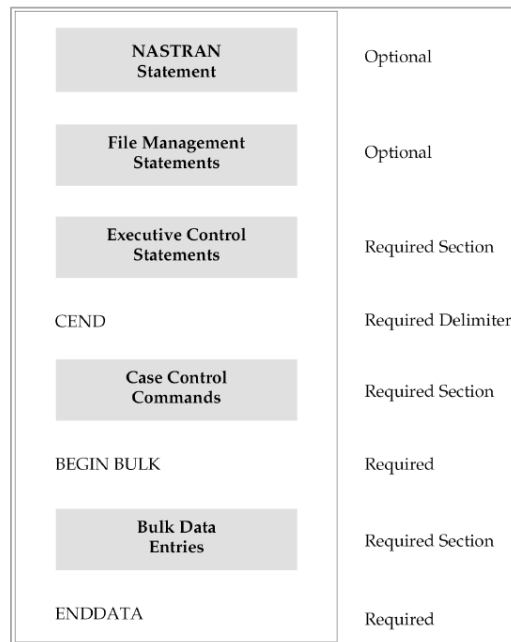 NASTRAN
Statement
Optional
File Management
Statements
Optional
Executive Control
Statements
Required Section
CEND
Required Delimiter
Case Control
Commands
Required Section
BEGIN BULK
Required
Bulk Data
Entries
Required Section
ENDDATA
Required